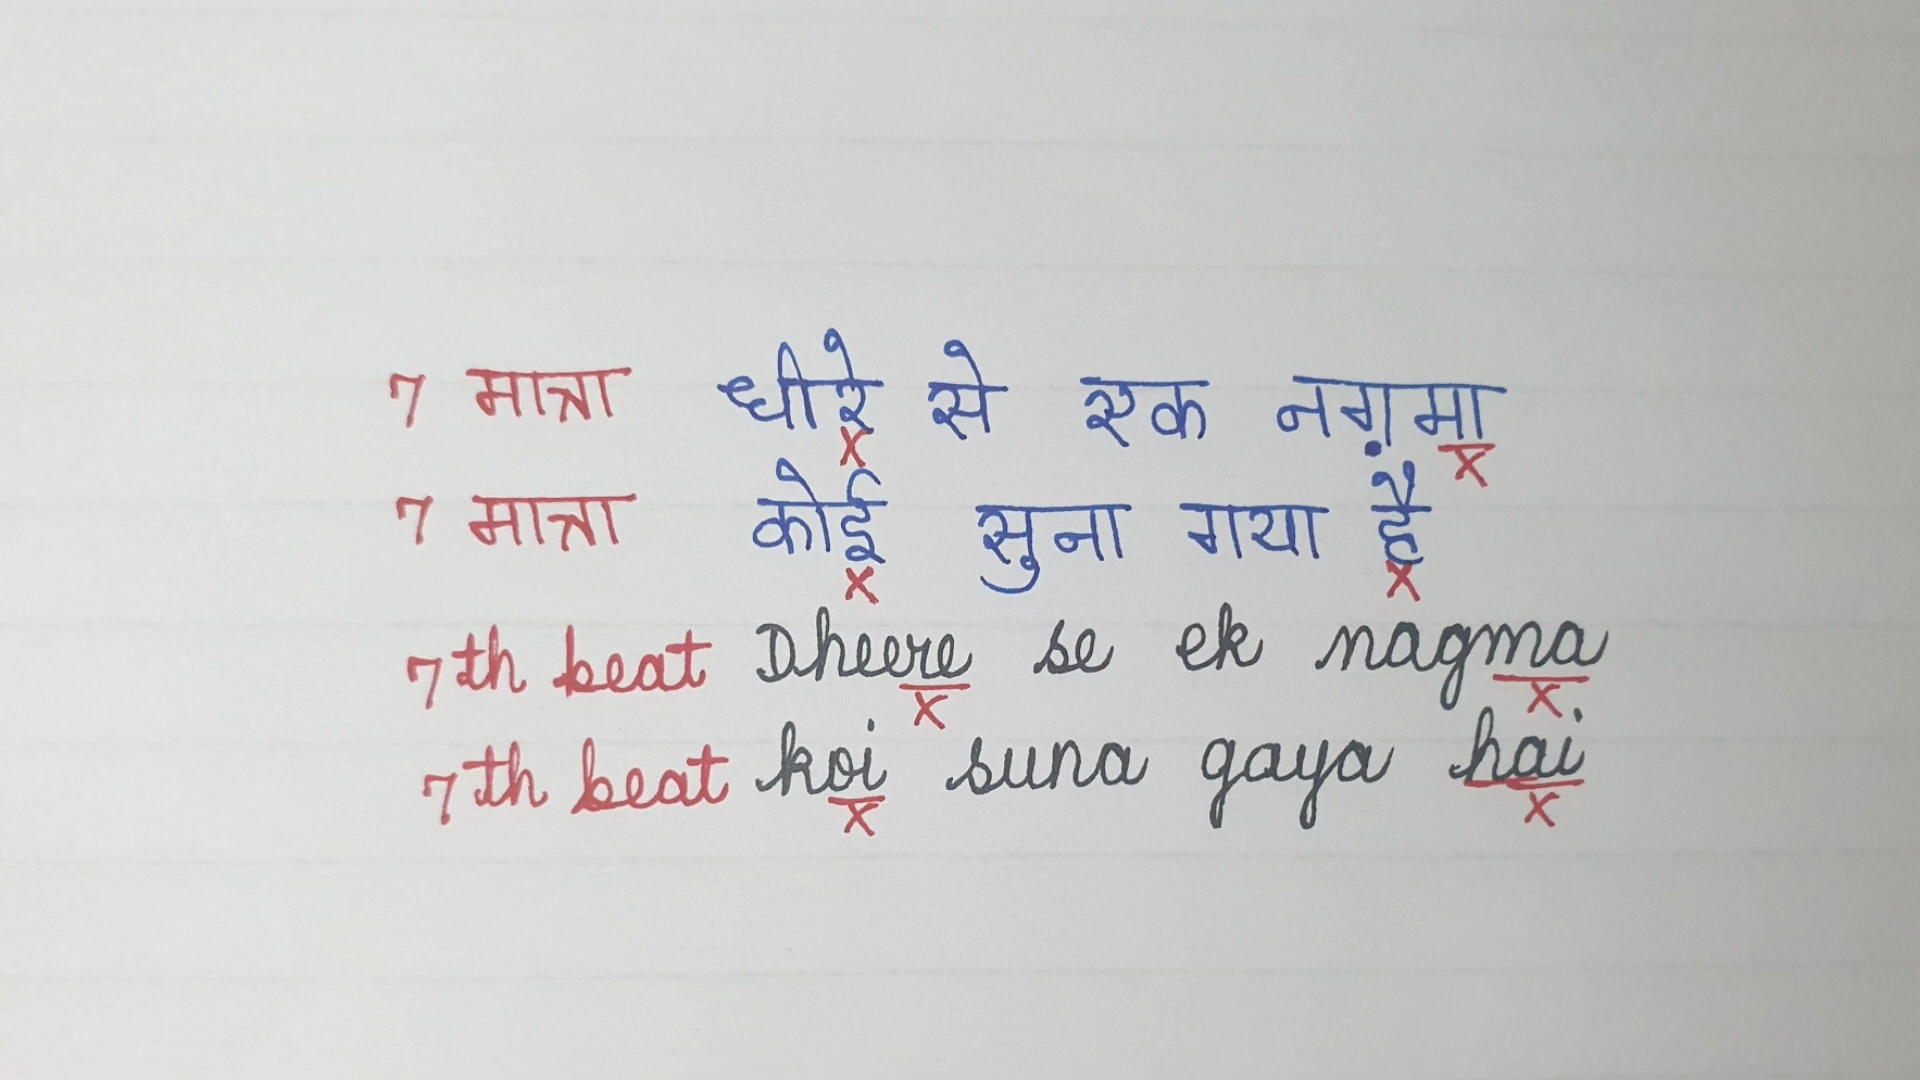 7 मात्रा धीरे से एक नग़मा
x x
7 मात्रा कोई सुना गया है
x x
7th beat Dheere se ek nagma
x x
7th beat koi suna gaya hai
x x